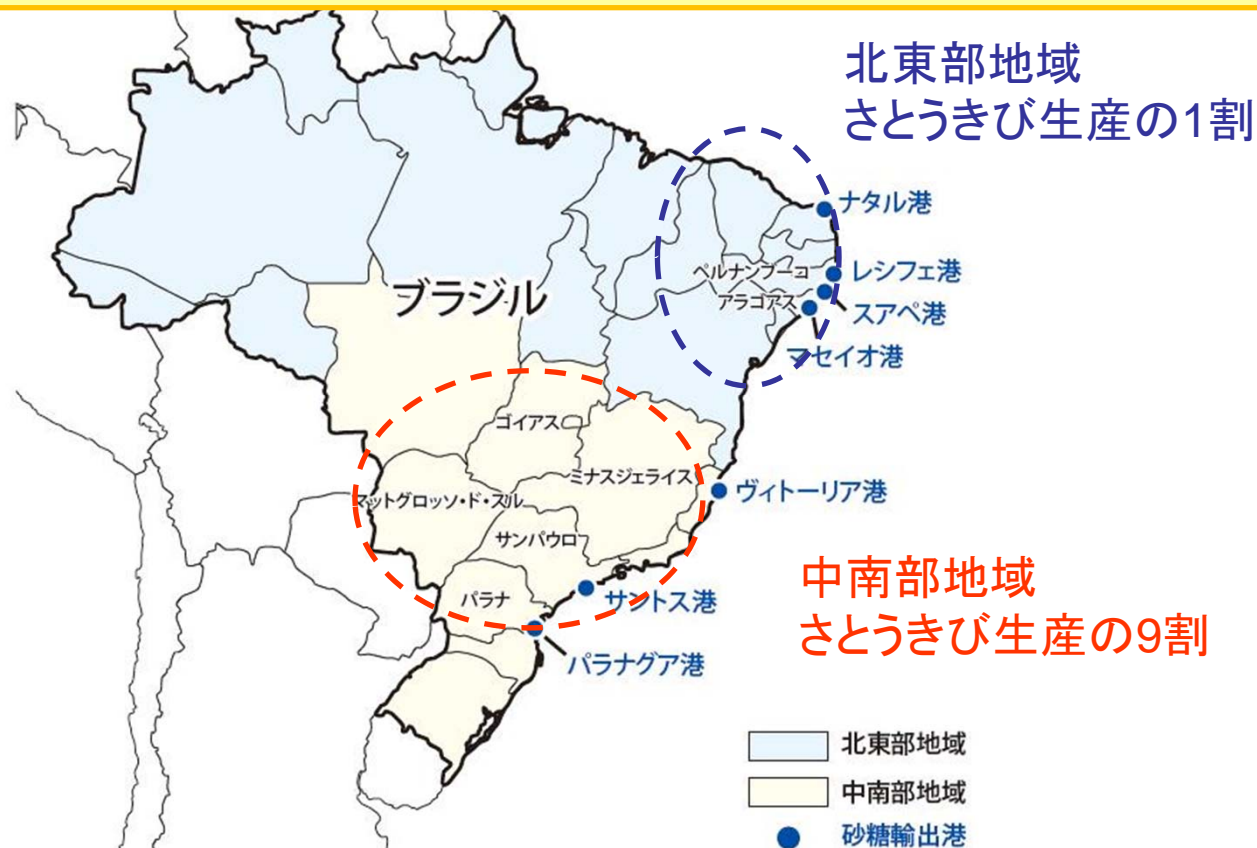 北東部地域
さとうきび生産の1割
ナタル港
ペルナンブーコ
レシフェ港
ブラジル
アラゴアス
スアペ港
マセイオ港
ゴイアス
ミナスジェライス
ヴィトーリア港
マットグロッソ・ド・スル
サンパウロ
中南部地域
さとうきび生産の9割
パラナ
サントス港
パラナグア港
北東部地域
中南部地域
砂糖輸出港